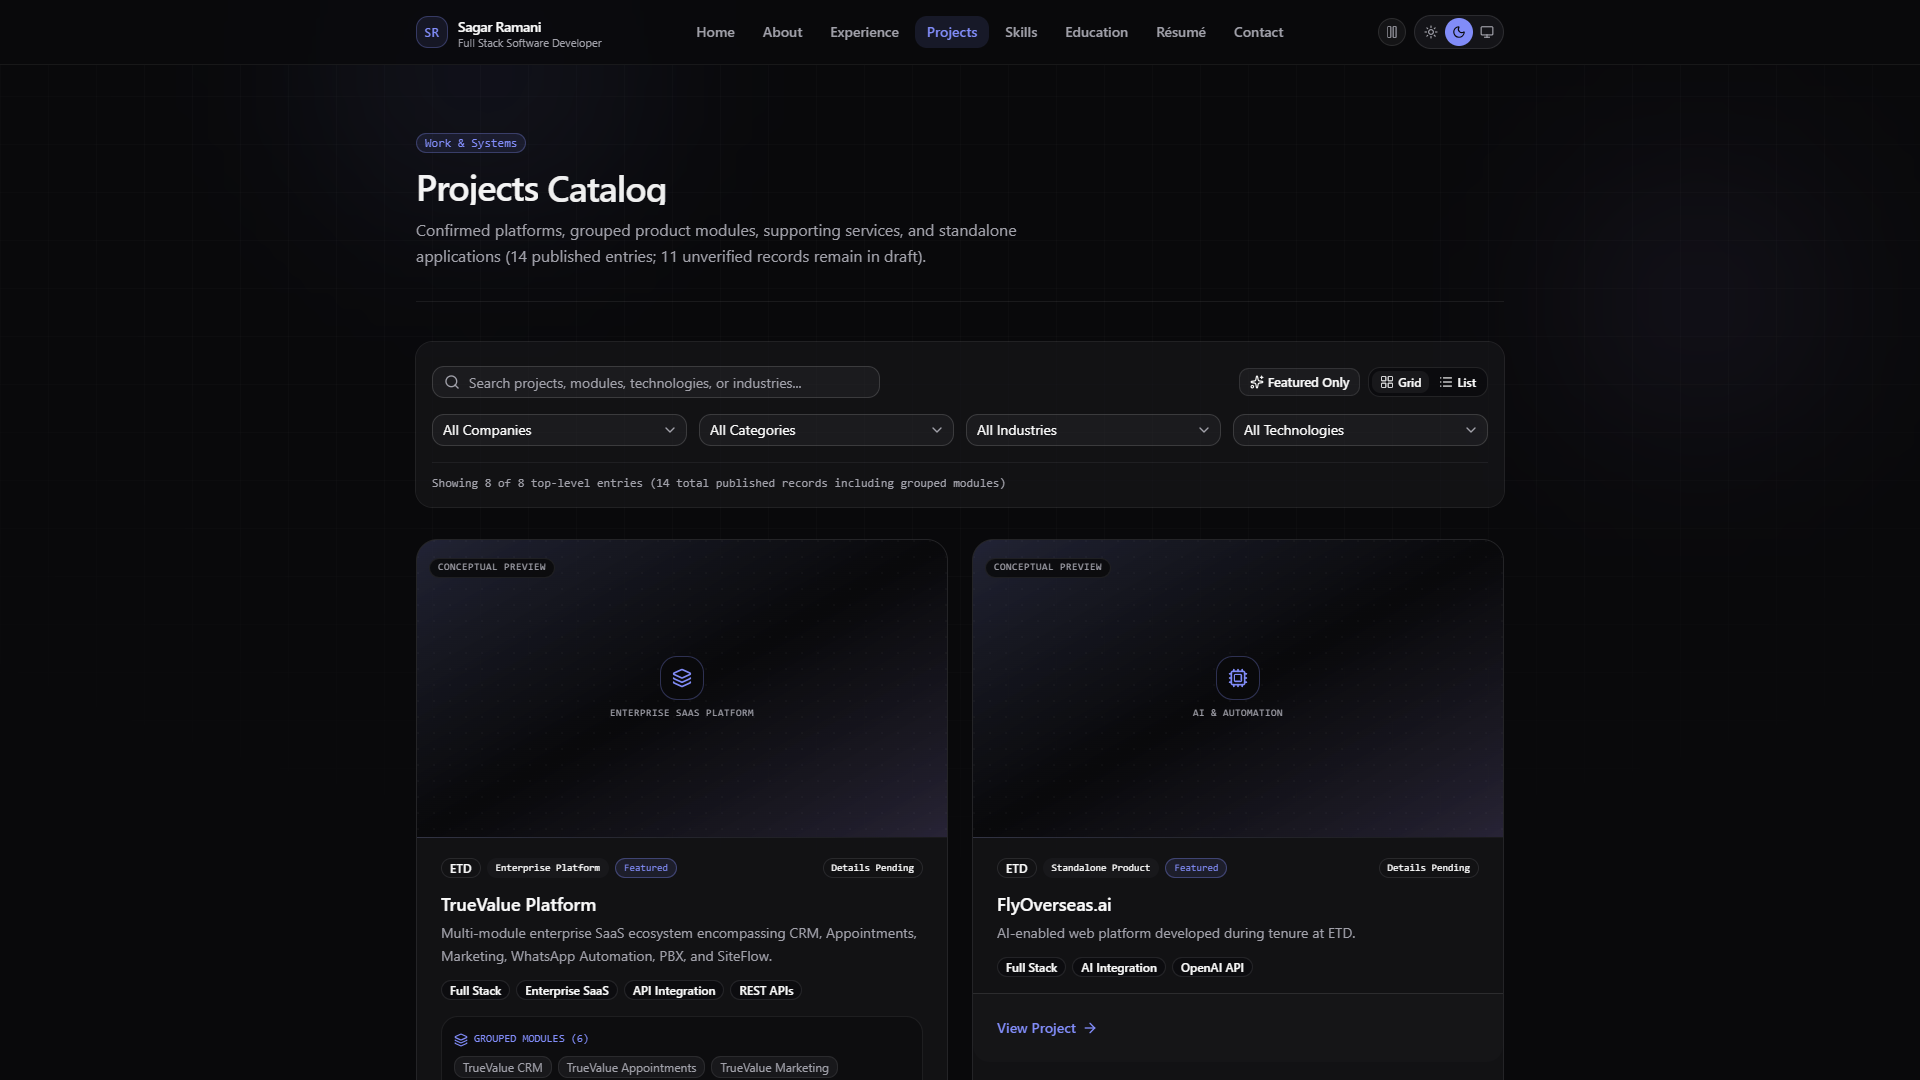 SR
Sagar Ramani
Full Stack Software Developer
Home
About
Experience
Projects
Skills
Education
Résumé
Contact
Work & Systems
Projects Catalog
Confirmed platforms, grouped product modules, supporting services, and standalone
applications (14 published entries; 11 unverified records remain in draft).
Search projects, modules, technologies, or industries...
Featured Only
Grid
List
All Companies
All Categories
All Industries
All Technologies
Showing 8 of 8 top-level entries (14 total published records including grouped modules)
CONCEPTUAL PREVIEW
ENTERPRISE SAAS PLATFORM
ETD
Enterprise Platform
Featured
Details Pending
TrueValue Platform
Multi-module enterprise SaaS ecosystem encompassing CRM, Appointments,
Marketing, WhatsApp Automation, PBX, and SiteFlow.
Full Stack
Enterprise SaaS
API Integration
REST APIs
GROUPED MODULES (6)
TrueValue CRM
TrueValue Appointments
TrueValue Marketing
CONCEPTUAL PREVIEW
AI & AUTOMATION
ETD
Standalone Product
Featured
Details Pending
FlyOverseas.ai
AI-enabled web platform developed during tenure at ETD.
Full Stack
AI Integration
OpenAI API
View Project